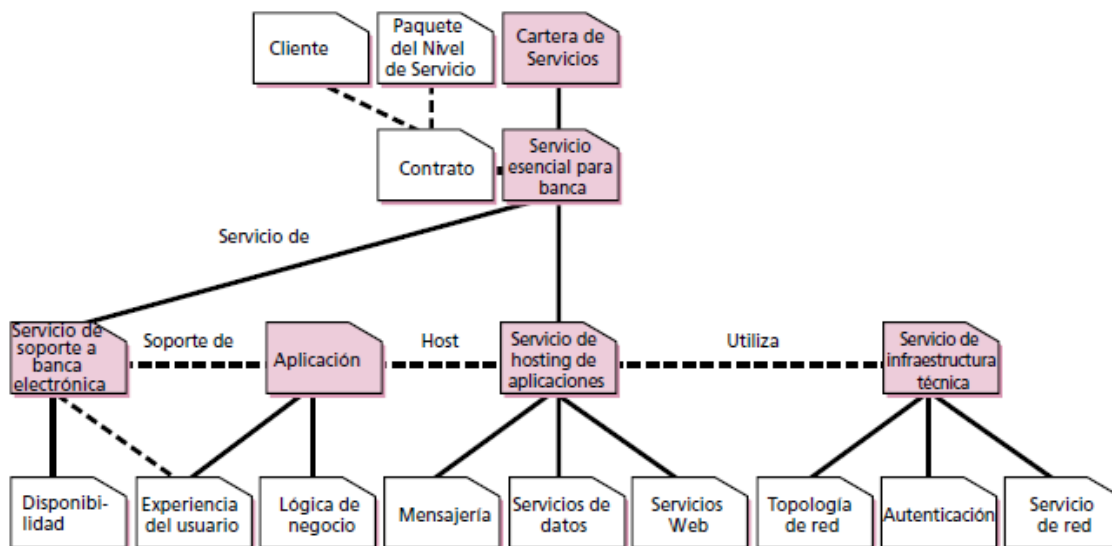 Cliente
Paquete
del Nivel
de Servicio
Cartera de
Servicios
Contrato
Servicio
esencial para
banca
Servicio de
Servicio de
soporte a
banca
electrónica
Soporte de
Aplicación
Host
Servicio de
hosting de
aplicaciones
Utiliza
Servicio de
infraestructura
técnica
Disponibi-
lidad
Experiencia
del usuario
Lógica de
negocio
Mensajería
Servicios de
datos
Servicios
Web
Topología
de red
Autenticación
Servicio
de red